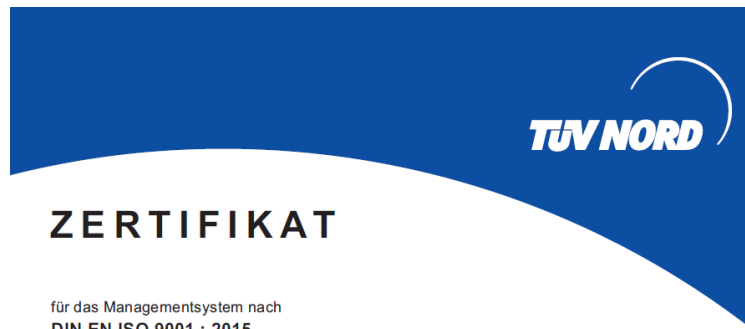 TÜV NORD
ZERTIFIKAT
für das Managementsystem nach
DIN EN ISO 9001 : 2015